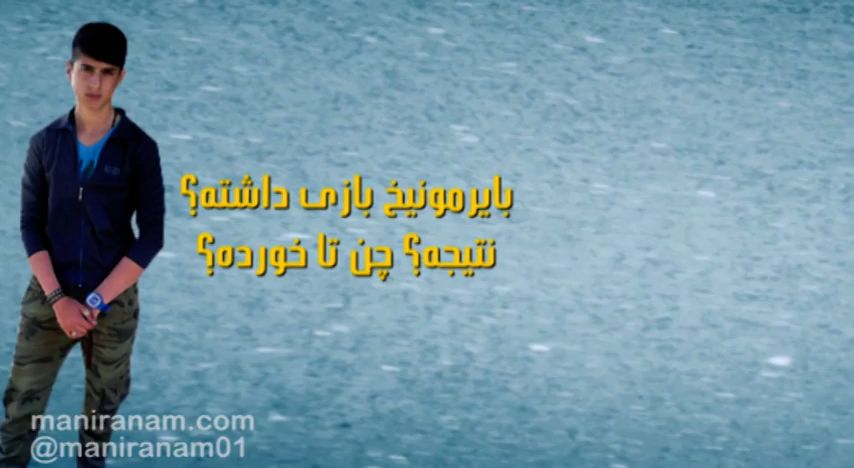 بایرمونیخ بازی داشته؟
نتیجه؟ چن تا خورده؟
maniranam.com
@maniranam01